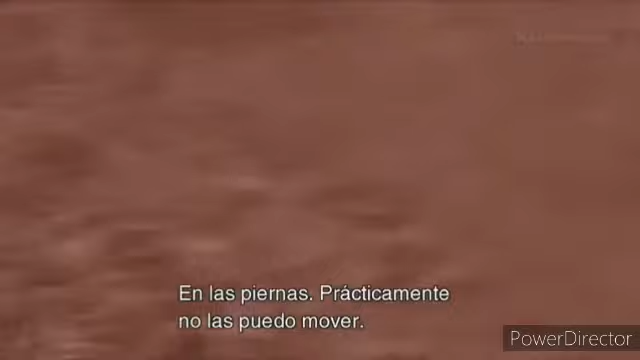 En las piernas. Prácticamente
no las puedo mover.
PowerDirector